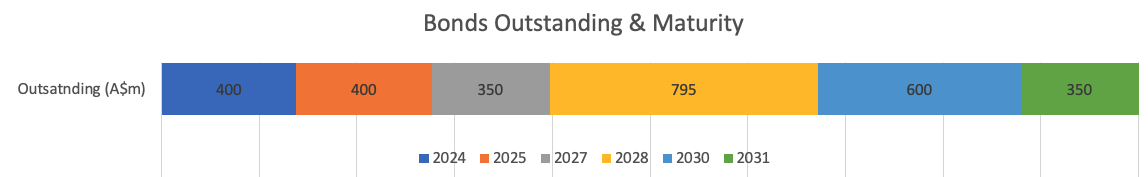 Bonds Outstanding & Maturity
Outsatnding (A$m) 400 400 350 795 600 350
2024 2025 2027 2028 2030 2031